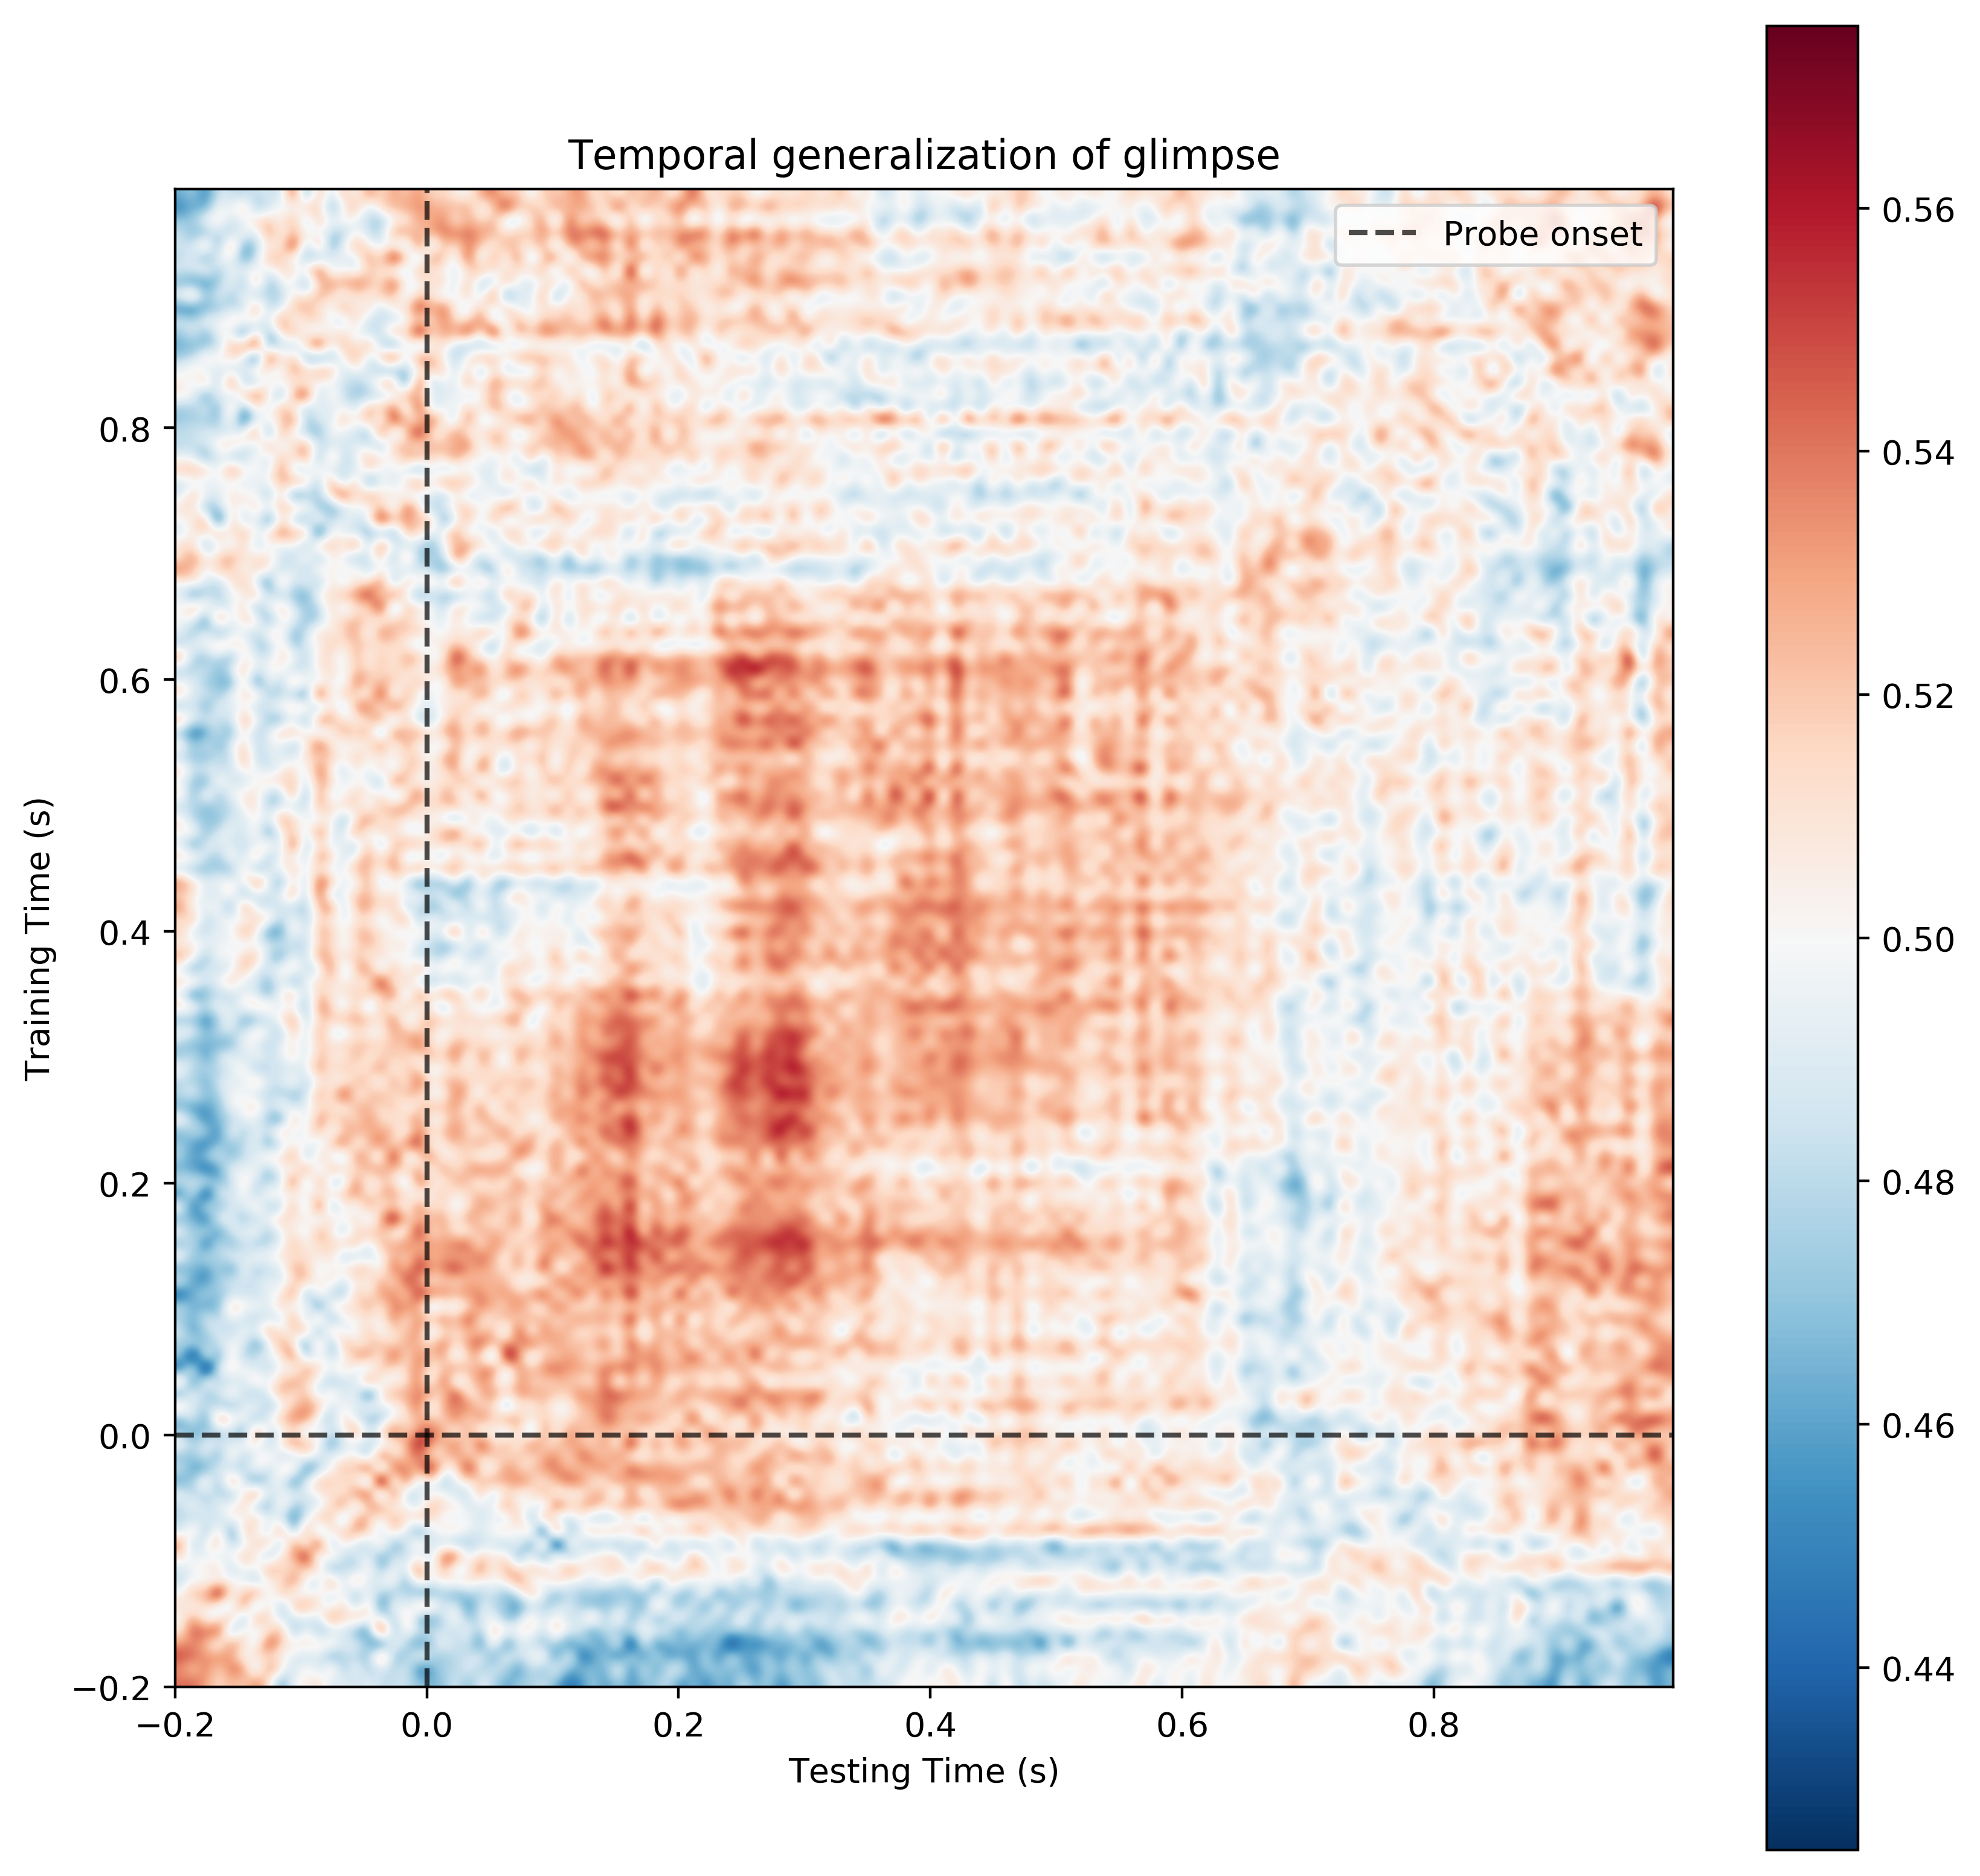 Temporal generalization of glimpse
Probe onset
Training Time (s)
0.8
0.6
0.4
0.2
0.0
−0.2
−0.2 0.0 0.2 0.4 0.6 0.8
Testing Time (s)
0.56
0.54
0.52
0.50
0.48
0.46
0.44